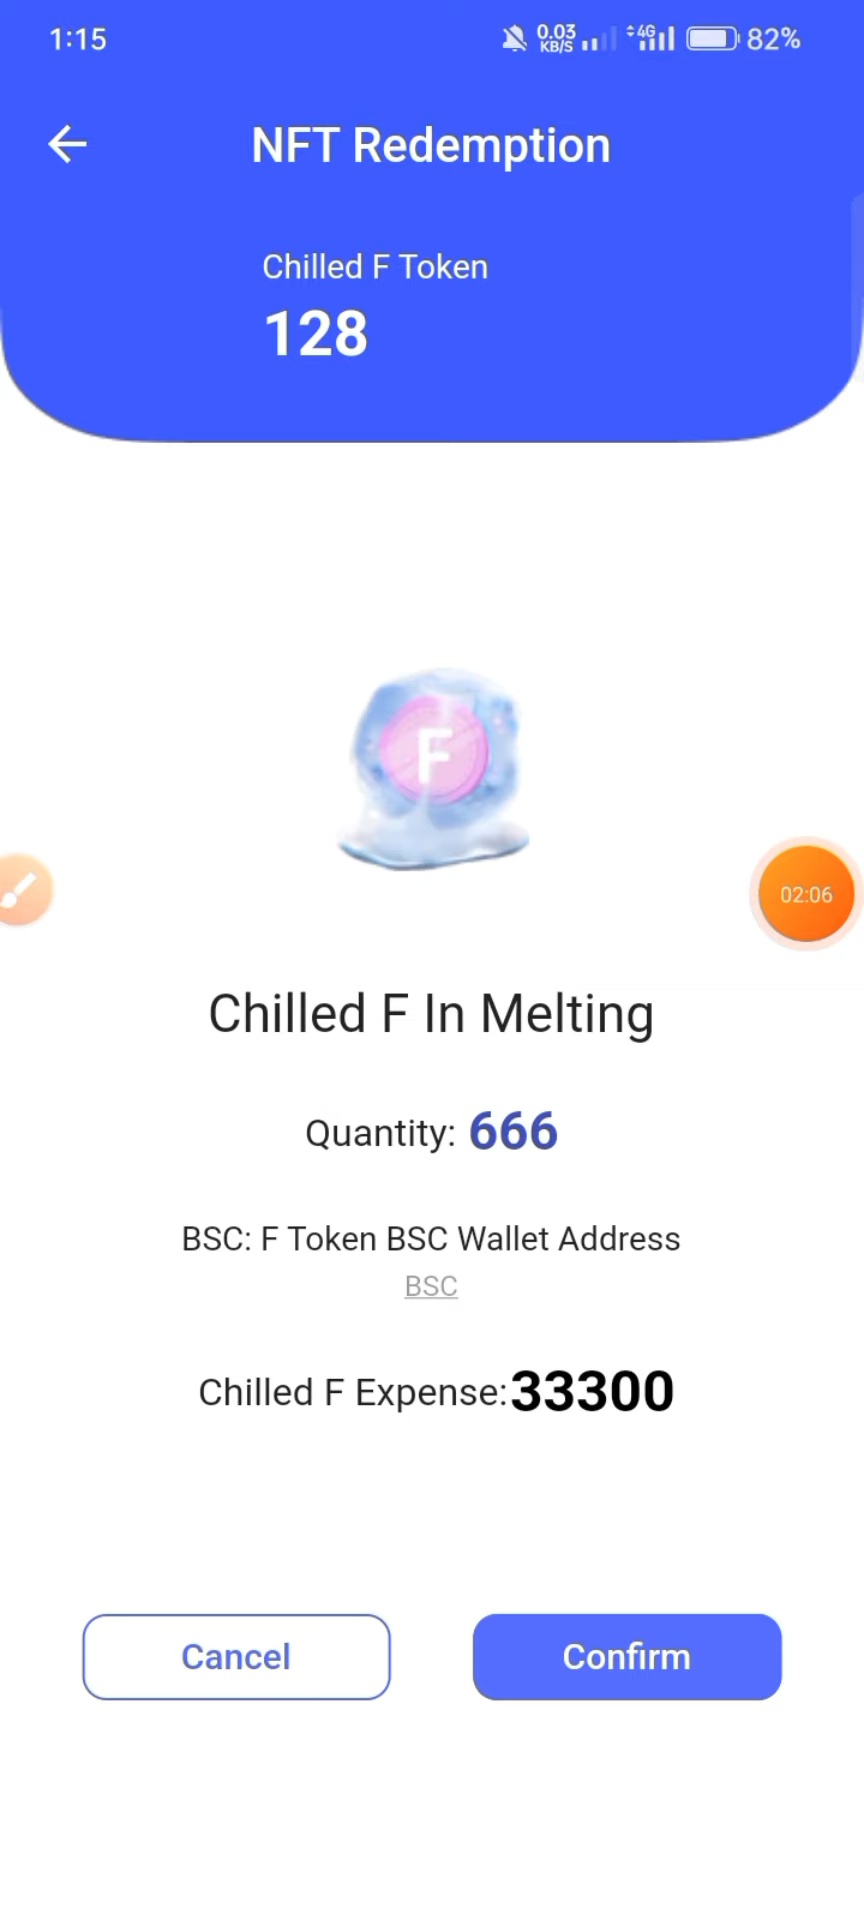 1:15
0.03 KB/S 4G 82%
NFT Redemption
Chilled F Token
128
F
02:06
Chilled F In Melting
Quantity: 666
BSC: F Token BSC Wallet Address
BSC
Chilled F Expense:33300
Cancel Confirm